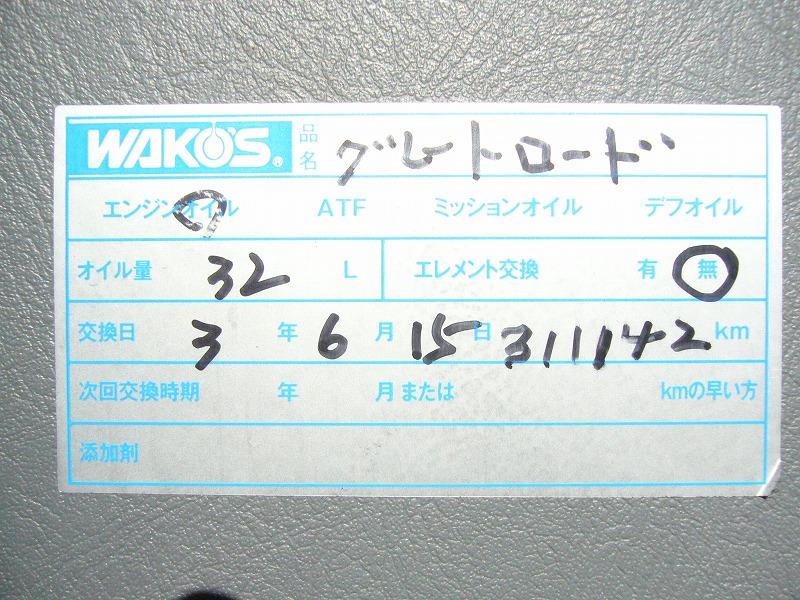 WAKO'S® 品名 グレートロード
エンジンオイル ATF ミッションオイル デフオイル
オイル量 32 L エレメント交換 有 無
交換日 3 年 6 月 15 日 311142 km
次回交換時期 年 月または kmの早い方
添加剤